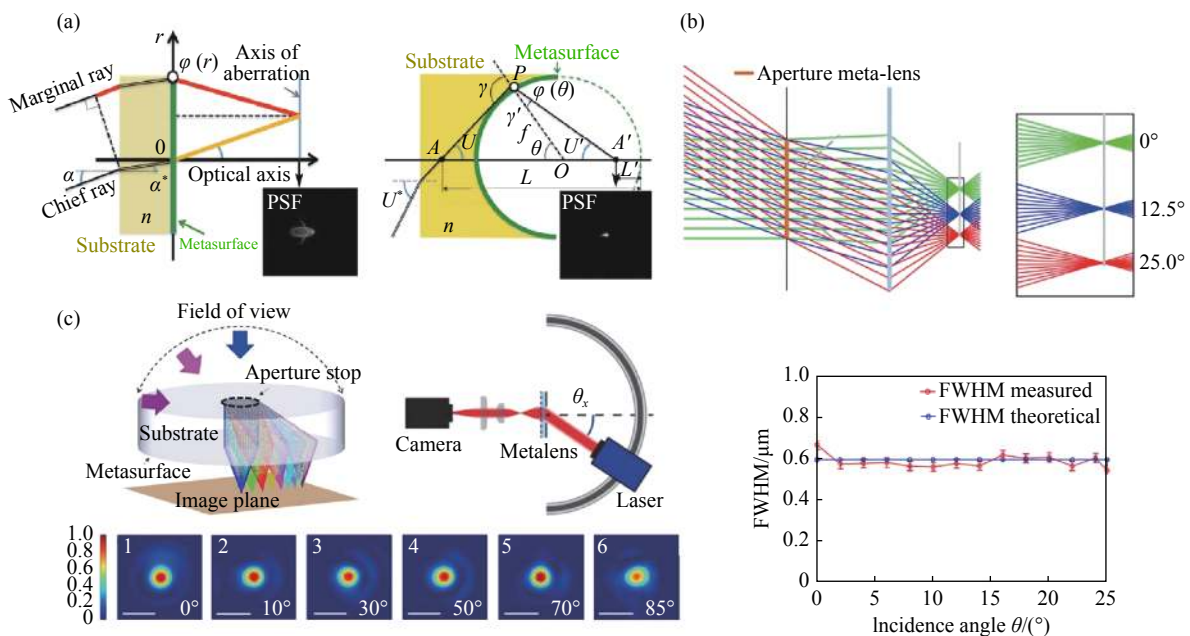 (a)
r
φ (r)
Axis of
aberration
Marginal ray
0
α
Chief ray
α*
Optical axis
n
Substrate
Metasurface
PSF
Substrate
Metasurface
P
γ
φ (θ)
γ′
f
A
U
θ
U′
A′
O
L
L′
U*
n
PSF
(b)
Aperture meta-lens
0°
12.5°
25.0°
(c)
Field of view
Aperture stop
Substrate
Metasurface
Image plane
Camera
Metalens
θx
Laser
1.0
0.8
0.6
0.4
0.2
0
1
0°
2
10°
3
30°
4
50°
5
70°
6
85°
FWHM measured
FWHM theoretical
FWHM/μm
1.0
0.8
0.6
0.4
0.2
0
0 5 10 15 20 25
Incidence angle θ/(°)